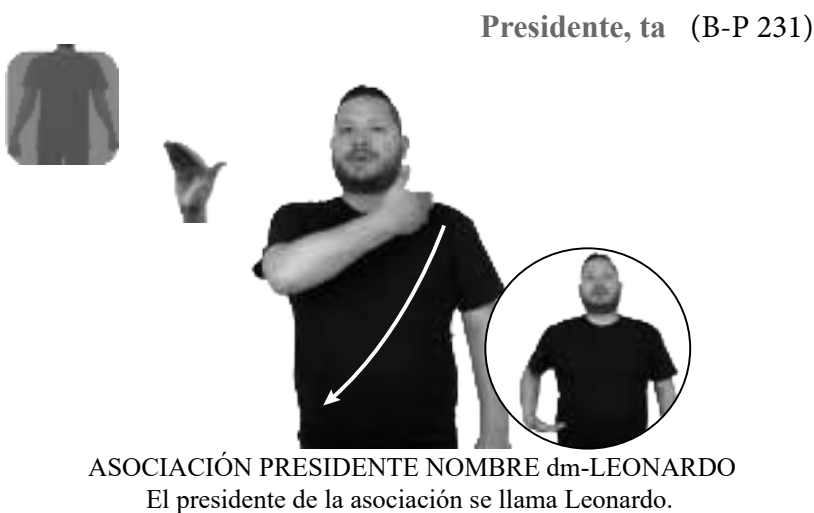 Presidente, ta (B-P 231)
ASOCIACIÓN PRESIDENTE NOMBRE dm-LEONARDO
El presidente de la asociación se llama Leonardo.